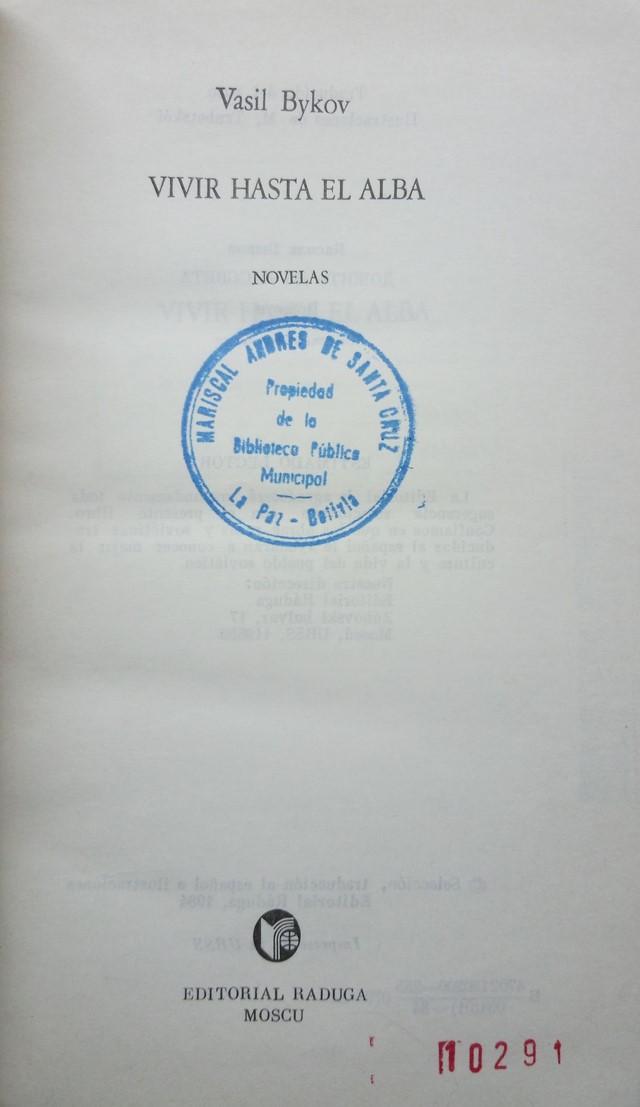 Vasil Bykov
VIVIR HASTA EL ALBA
NOVELAS
MARISCAL ANDRES DE SANTA CRUZ
Propiedad
de la
Biblioteca Pública
Municipal
La Paz - Bolivia
EDITORIAL RADUGA
MOSCU
10291